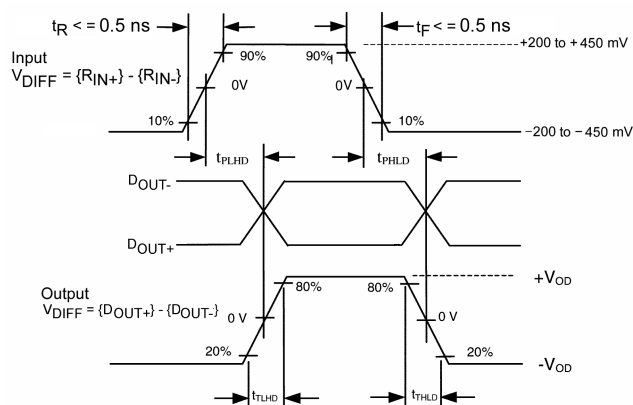 tR <= 0.5 ns
tF <= 0.5 ns
+200 to +450 mV
Input
VDIFF = {RIN+} - {RIN-}
90%
90%
0V
0V
10%
10%
−200 to − 450 mV
tPLHD
tPHLD
DOUT-
DOUT+
Output
VDIFF = {DOUT+} - {DOUT-}
80%
80%
+VOD
0 V
0 V
20%
20%
-VOD
tTLHD
tTHLD